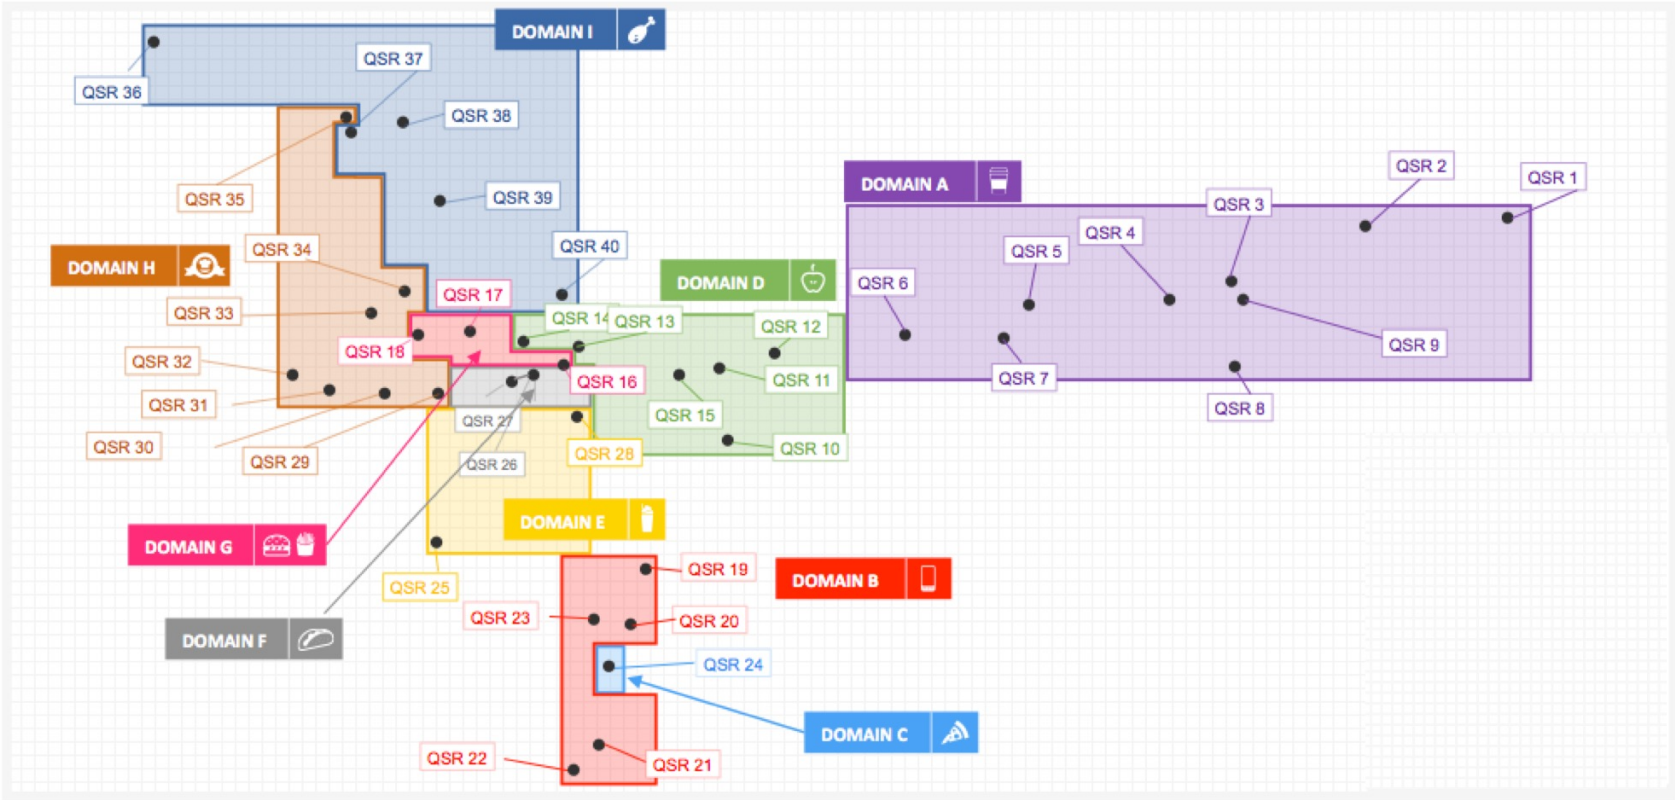 DOMAIN I
QSR 37
QSR 36
QSR 38
QSR 2
QSR 1
DOMAIN A
QSR 35
QSR 39
QSR 3
QSR 4
QSR 34
QSR 40
QSR 5
DOMAIN H
DOMAIN D
QSR 6
QSR 17
QSR 33
QSR 14
QSR 13
QSR 12
QSR 18
QSR 9
QSR 32
QSR 16
QSR 11
QSR 7
QSR 31
QSR 15
QSR 8
QSR 27
QSR 30
QSR 10
QSR 29
QSR 26
QSR 28
DOMAIN E
DOMAIN G
QSR 19
DOMAIN B
QSR 25
QSR 23
QSR 20
DOMAIN F
QSR 24
DOMAIN C
QSR 22
QSR 21